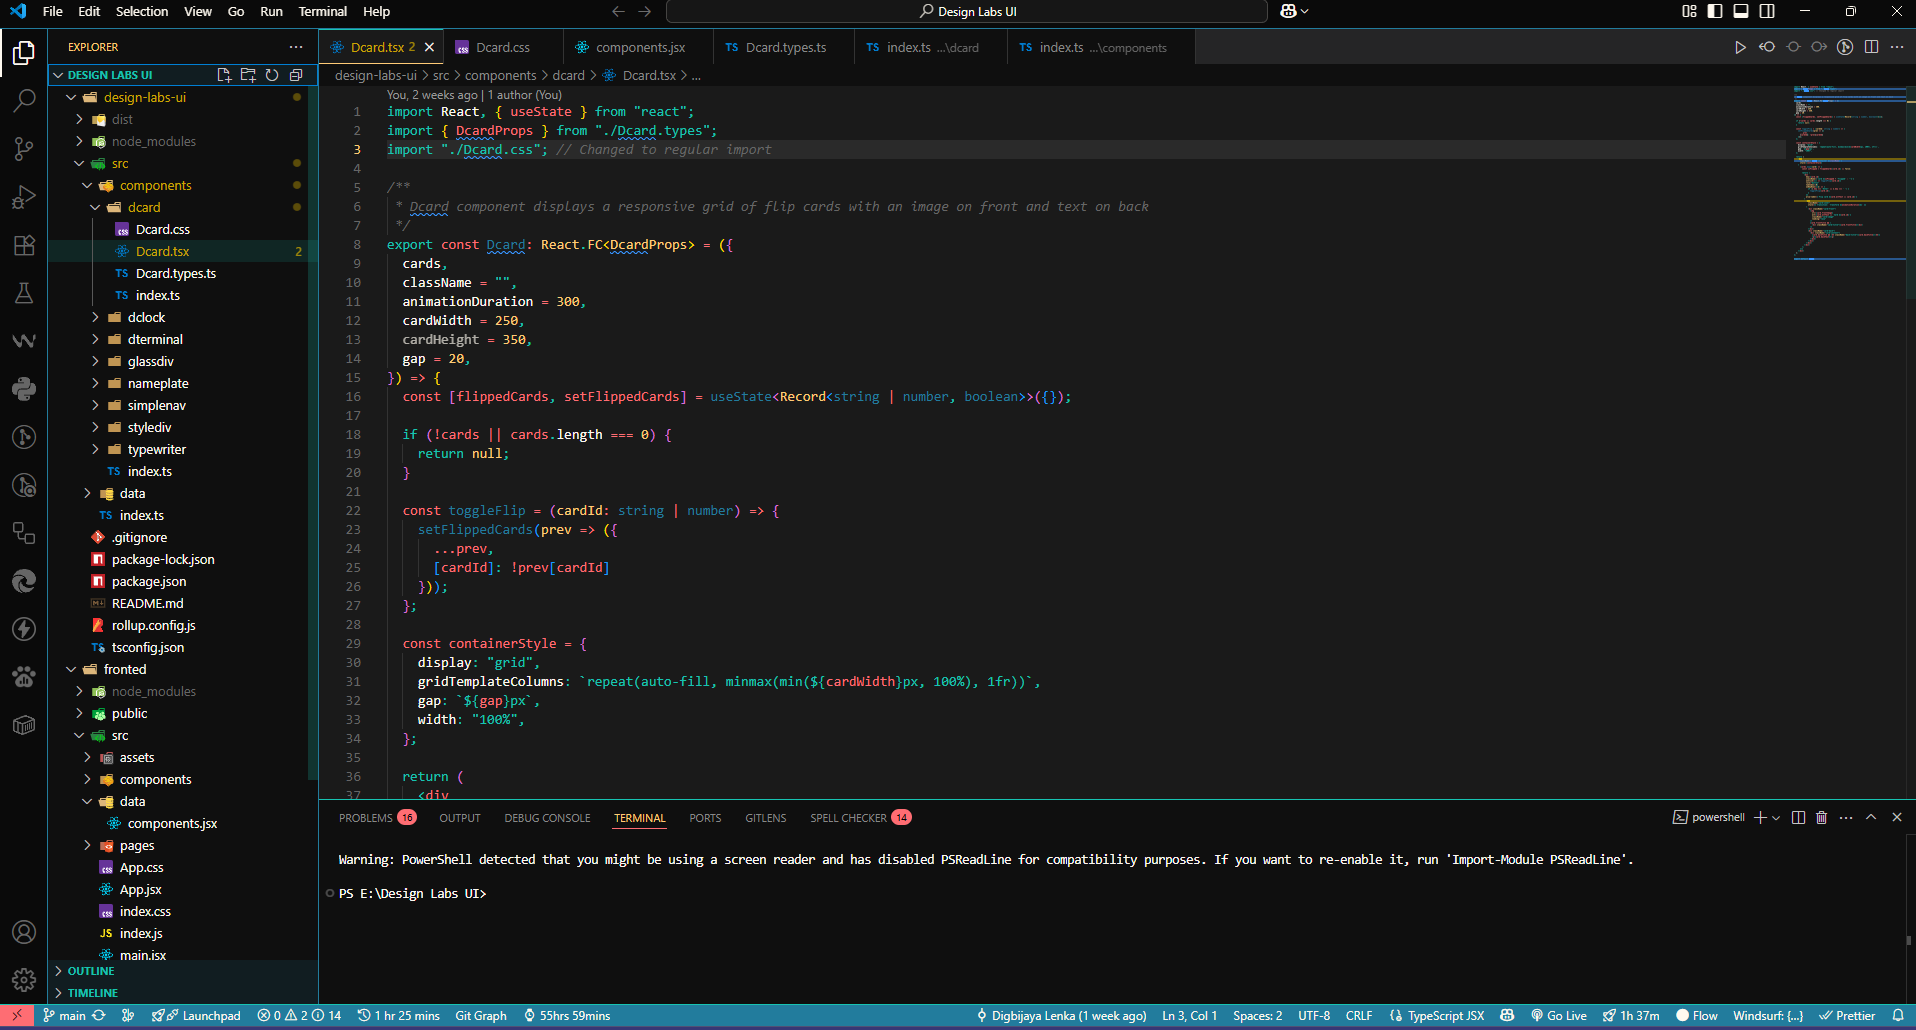 File Edit Selection View Go Run Terminal Help
Design Labs UI
EXPLORER
DESIGN LABS UI
design-labs-ui
dist
node_modules
src
components
dcard
Dcard.css
Dcard.tsx 2
Dcard.types.ts
index.ts
dclock
dterminal
glassdiv
nameplate
simplenav
stylediv
typewriter
index.ts
data
index.ts
.gitignore
package-lock.json
package.json
README.md
rollup.config.js
tsconfig.json
fronted
node_modules
public
src
assets
components
data
components.jsx
pages
App.css
App.jsx
index.css
index.js
main.jsx
OUTLINE
TIMELINE
Dcard.tsx 2 Dcard.css components.jsx Dcard.types.ts index.ts ...\dcard index.ts ...\components
design-labs-ui > src > components > dcard > Dcard.tsx > ...
You, 2 weeks ago | 1 author (You)
1 import React, { useState } from "react";
2 import { DcardProps } from "./Dcard.types";
3 import "./Dcard.css"; // Changed to regular import
4
5 /**
6  * Dcard component displays a responsive grid of flip cards with an image on front and text on back
7  */
8 export const Dcard: React.FC<DcardProps> = ({
9   cards,
10   className = "",
11   animationDuration = 300,
12   cardWidth = 250,
13   cardHeight = 350,
14   gap = 20,
15 }) => {
16   const [flippedCards, setFlippedCards] = useState<Record<string | number, boolean>>({});
17
18   if (!cards || cards.length === 0) {
19     return null;
20   }
21
22   const toggleFlip = (cardId: string | number) => {
23     setFlippedCards(prev => ({
24       ...prev,
25       [cardId]: !prev[cardId]
26     }));
27   };
28
29   const containerStyle = {
30     display: "grid",
31     gridTemplateColumns: `repeat(auto-fill, minmax(min(${cardWidth}px, 100%), 1fr))`,
32     gap: `${gap}px`,
33     width: "100%",
34   };
35
36   return (
37     <div
PROBLEMS 16 OUTPUT DEBUG CONSOLE TERMINAL PORTS GITLENS SPELL CHECKER 14
powershell
Warning: PowerShell detected that you might be using a screen reader and has disabled PSReadLine for compatibility purposes. If you want to re-enable it, run 'Import-Module PSReadLine'.
PS E:\Design Labs UI>
main Launchpad 0 2 14 1 hr 25 mins Git Graph 55hrs 59mins Digbijaya Lenka (1 week ago) Ln 3, Col 1 Spaces: 2 UTF-8 CRLF TypeScript JSX Go Live 1h 37m Flow Windsurf: {...} Prettier